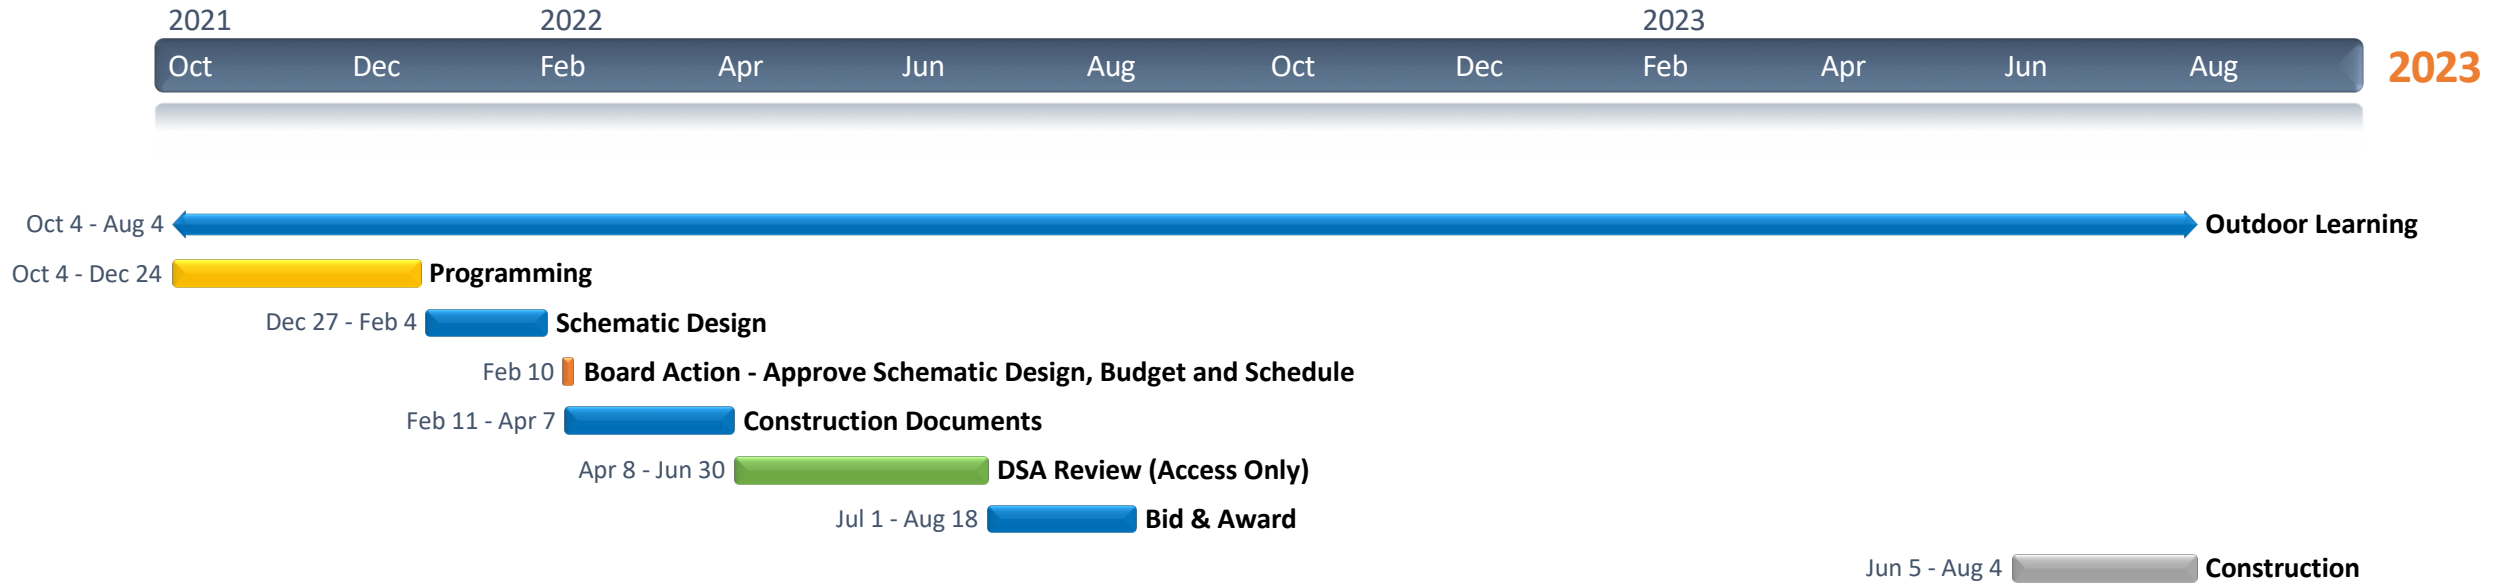 2021 2022 2023
Oct Dec Feb Apr Jun Aug Oct Dec Feb Apr Jun Aug 2023
Oct 4 - Aug 4 Outdoor Learning
Oct 4 - Dec 24 Programming
Dec 27 - Feb 4 Schematic Design
Feb 10 Board Action - Approve Schematic Design, Budget and Schedule
Feb 11 - Apr 7 Construction Documents
Apr 8 - Jun 30 DSA Review (Access Only)
Jul 1 - Aug 18 Bid & Award
Jun 5 - Aug 4 Construction